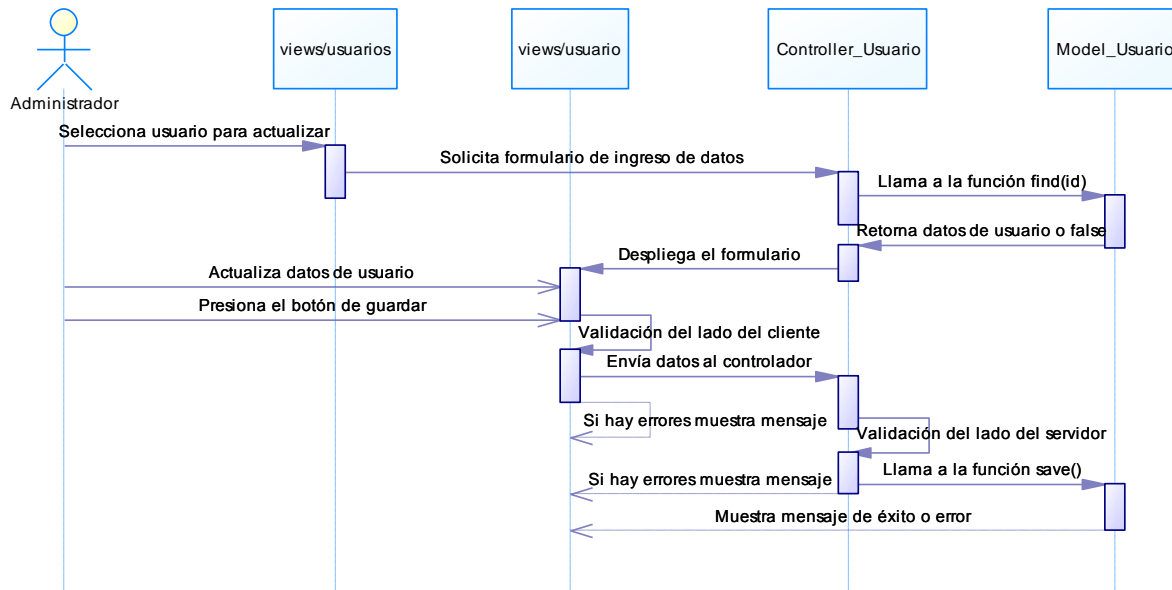 views/usuarios
views/usuario
Controller_Usuario
Model_Usuario
Administrador
Selecciona usuario para actualizar
Solicita formulario de ingreso de datos
Llama a la función find(id)
Retorna datos de usuario o false
Despliega el formulario
Actualiza datos de usuario
Presiona el botón de guardar
Validación del lado del cliente
Envía datos al controlador
Si hay errores muestra mensaje
Validación del lado del servidor
Llama a la función save()
Si hay errores muestra mensaje
Muestra mensaje de éxito o error